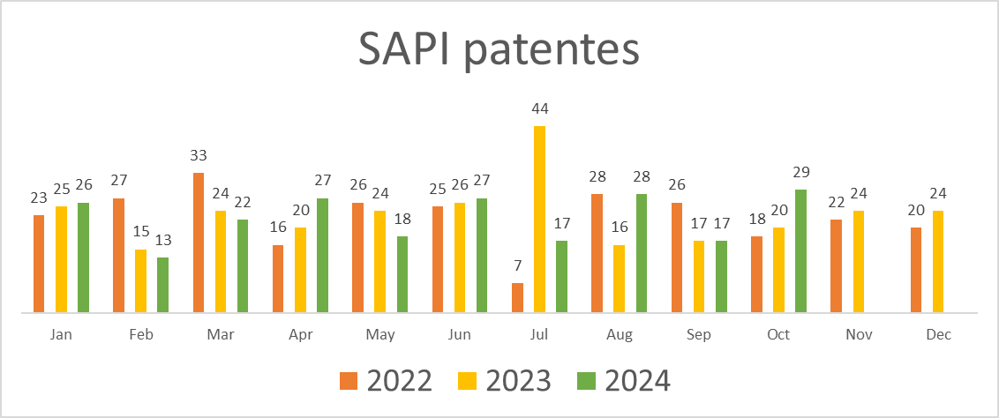 SAPI patentes
23 25 26 27 15 13 33 24 22 16 20 27 26 24 18 25 26 27 7 44 17 28 16 28 26 17 17 18 20 29 22 24 20 24
Jan Feb Mar Apr May Jun Jul Aug Sep Oct Nov Dec
2022 2023 2024